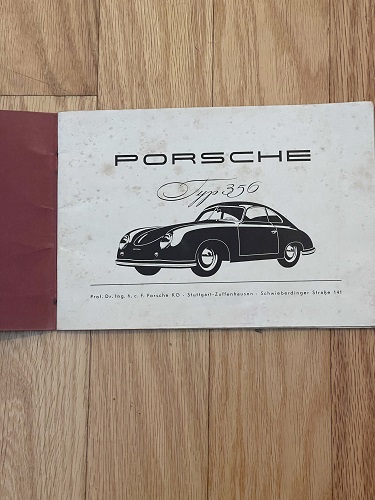 PORSCHE
Typ 356
Prof. Dr. Ing. h. c. F. Porsche KG · Stuttgart-Zuffenhausen · Schwieberdinger Straße 141